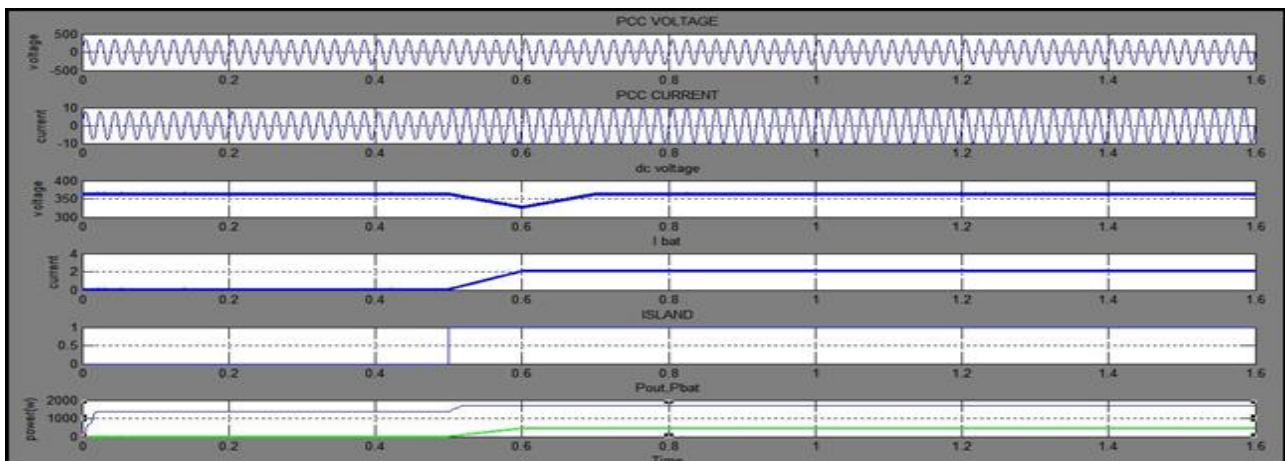 PCC VOLTAGE
voltage
500
0
-500
0 0.2 0.4 0.6 0.8 1 1.2 1.4 1.6
PCC CURRENT
current
10
0
-10
0 0.2 0.4 0.6 0.8 1 1.2 1.4 1.6
dc voltage
voltage
400
350
300
0 0.2 0.4 0.6 0.8 1 1.2 1.4 1.6
I bat
current
4
2
0
0 0.2 0.4 0.6 0.8 1 1.2 1.4 1.6
ISLAND
1
0.5
0
0 0.2 0.4 0.6 0.8 1 1.2 1.4 1.6
Pout,Pbat
power(w)
2000
1000
0
0 0.2 0.4 0.6 0.8 1 1.2 1.4 1.6
Time